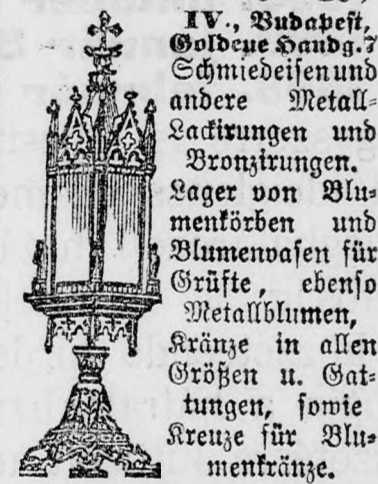 IV., Budapest,
Goldene Handg. 7
Schmiedeisen und
andere Metall-
Lackirungen und
Bronzirungen.
Lager von Blu-
menkörben und
Blumenvasen für
Grüfte, ebenso
Metallblumen,
Kränze in allen
Größen u. Gat-
tungen, sowie
Kreuze für Blu-
menkränze.